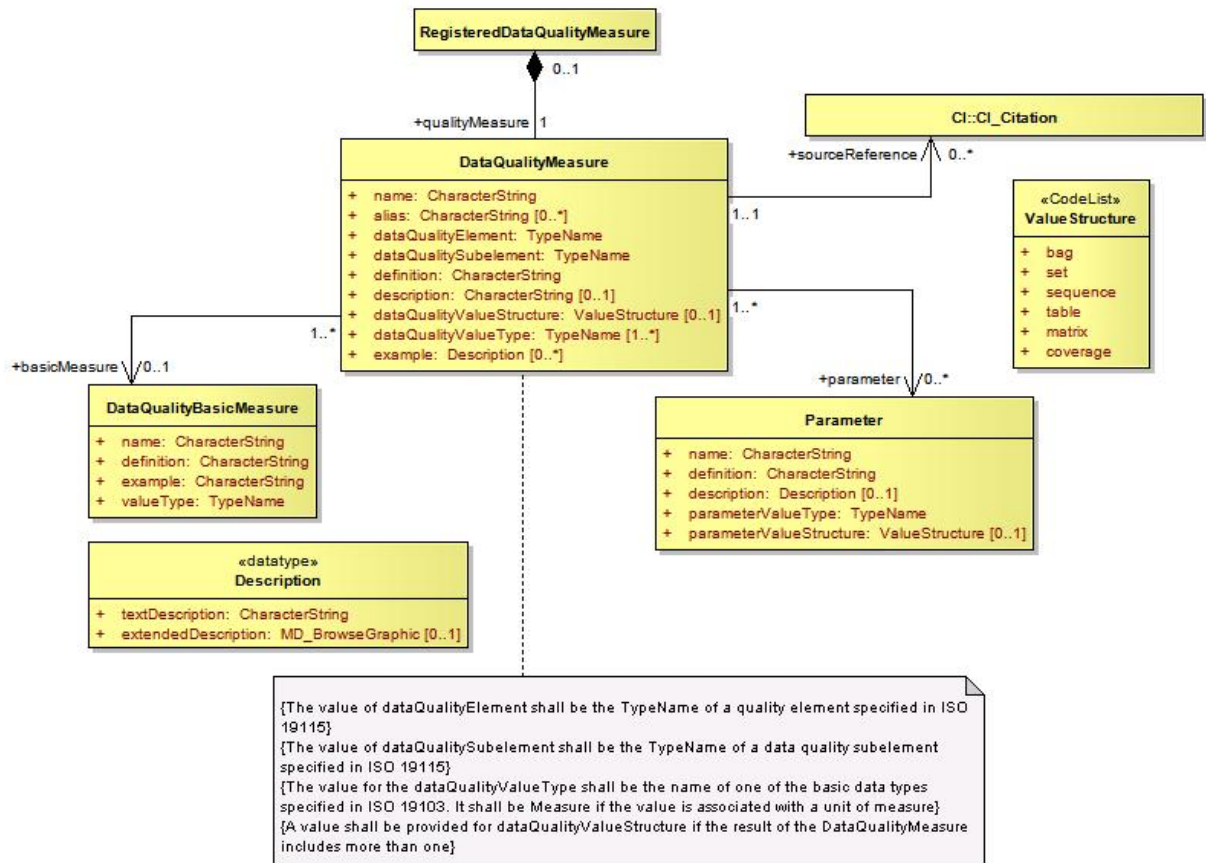 RegisteredDataQualityMeasure
0..1
+qualityMeasure 1
CI::CI_Citation
+sourceReference 0..*
DataQualityMeasure
+ name: CharacterString
+ alias: CharacterString [0..*]
+ dataQualityElement: TypeName
+ dataQualitySubelement: TypeName
+ definition: CharacterString
+ description: CharacterString [0..1]
+ dataQualityValueStructure: ValueStructure [0..1]
+ dataQualityValueType: TypeName [1..*]
+ example: Description [0..*]
1..1
1..*
1..*
«CodeList»
ValueStructure
+ bag
+ set
+ sequence
+ table
+ matrix
+ coverage
+basicMeasure 0..1
+parameter 0..*
DataQualityBasicMeasure
+ name: CharacterString
+ definition: CharacterString
+ example: CharacterString
+ valueType: TypeName
Parameter
+ name: CharacterString
+ definition: CharacterString
+ description: Description [0..1]
+ parameterValueType: TypeName
+ parameterValueStructure: ValueStructure [0..1]
«datatype»
Description
+ textDescription: CharacterString
+ extendedDescription: MD_BrowseGraphic [0..1]
{The value of dataQualityElement shall be the TypeName of a quality element specified in ISO
19115}
{The value of dataQualitySubelement shall be the TypeName of a data quality subelement
specified in ISO 19115}
{The value for the dataQualityValueType shall be the name of one of the basic data types
specified in ISO 19103. It shall be Measure if the value is associated with a unit of measure}
{A value shall be provided for dataQualityValueStructure if the result of the DataQualityMeasure
includes more than one}